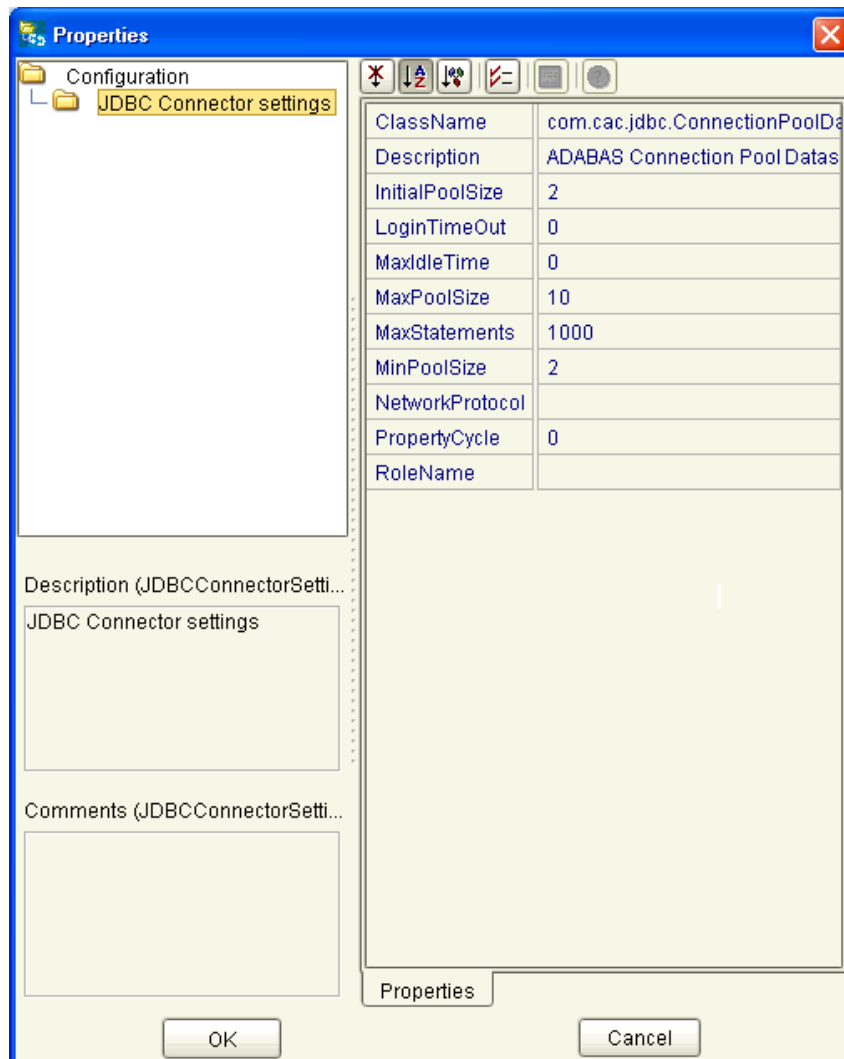 Properties
Configuration
JDBC Connector settings
ClassName com.cac.jdbc.ConnectionPoolDa
Description ADABAS Connection Pool Datas
InitialPoolSize 2
LoginTimeOut 0
MaxIdleTime 0
MaxPoolSize 10
MaxStatements 1000
MinPoolSize 2
NetworkProtocol
PropertyCycle 0
RoleName
Description (JDBCConnectorSetti...
JDBC Connector settings
Comments (JDBCConnectorSetti...
Properties
OK Cancel